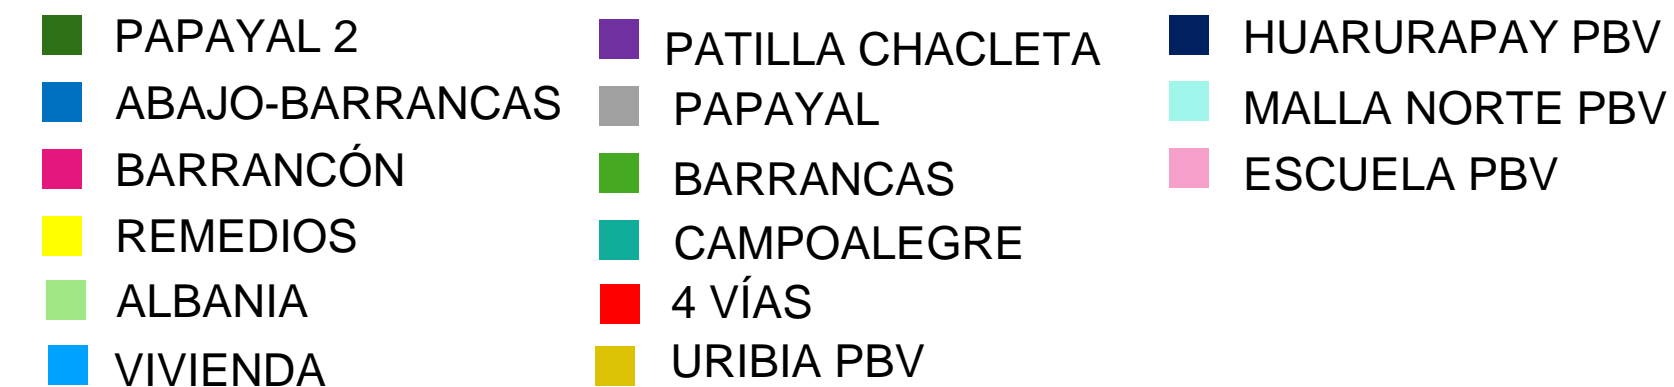 PAPAYAL 2
ABAJO-BARRANCAS
BARRANCÓN
REMEDIOS
ALBANIA
VIVIENDA
PATILLA CHACLETA
PAPAYAL
BARRANCAS
CAMPOALEGRE
4 VÍAS
URIBIA PBV
HUARURAPAY PBV
MALLA NORTE PBV
ESCUELA PBV